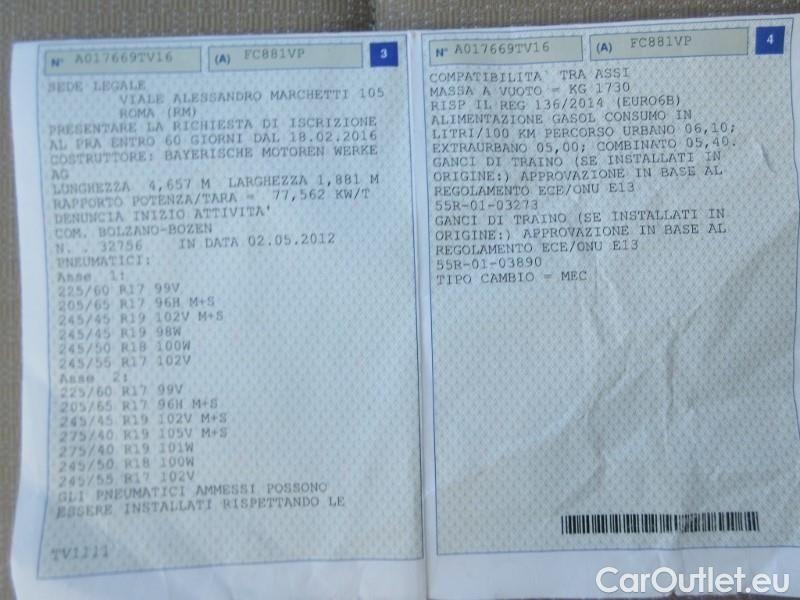 N° A017669TV16 (A) FC881VP 3
SEDE LEGALE
VIALE ALESSANDRO MARCHETTI 105
ROMA (RM)
PRESENTARE LA RICHIESTA DI ISCRIZIONE
AL PRA ENTRO 60 GIORNI DAL 18.02.2016
COSTRUTTORE: BAYERISCHE MOTOREN WERKE
AG
LUNGHEZZA 4,657 M LARGHEZZA 1,881 M
RAPPORTO POTENZA/TARA = 77,562 KW/T
DENUNCIA INIZIO ATTIVITA'
COM. BOLZANO-BOZEN
N. . 32756 IN DATA 02.05.2012
PNEUMATICI:
Asse 1:
225/60 R17 99V
205/65 R17 96H M+S
245/45 R19 102V M+S
245/45 R19 98W
245/50 R18 100W
245/55 R17 102V
Asse 2:
225/60 R17 99V
205/65 R17 96H M+S
245/45 R19 102V M+S
275/40 R19 105V M+S
275/40 R19 101W
245/50 R18 100W
245/55 R17 102V
GLI PNEUMATICI AMMESSI POSSONO
ESSERE INSTALLATI RISPETTANDO LE
TV1111
N° A017669TV16 (A) FC881VP 4
COMPATIBILITA' TRA ASSI
MASSA A VUOTO = KG 1730
RISP IL REG 136/2014 (EURO6B)
ALIMENTAZIONE GASOL CONSUMO IN
LITRI/100 KM PERCORSO URBANO 06,10;
EXTRAURBANO 05,00; COMBINATO 05,40.
GANCI DI TRAINO (SE INSTALLATI IN
ORIGINE:) APPROVAZIONE IN BASE AL
REGOLAMENTO ECE/ONU E13
55R-01-03273
GANCI DI TRAINO (SE INSTALLATI IN
ORIGINE:) APPROVAZIONE IN BASE AL
REGOLAMENTO ECE/ONU E13
55R-01-03890
TIPO CAMBIO = MEC
CarOutlet.eu